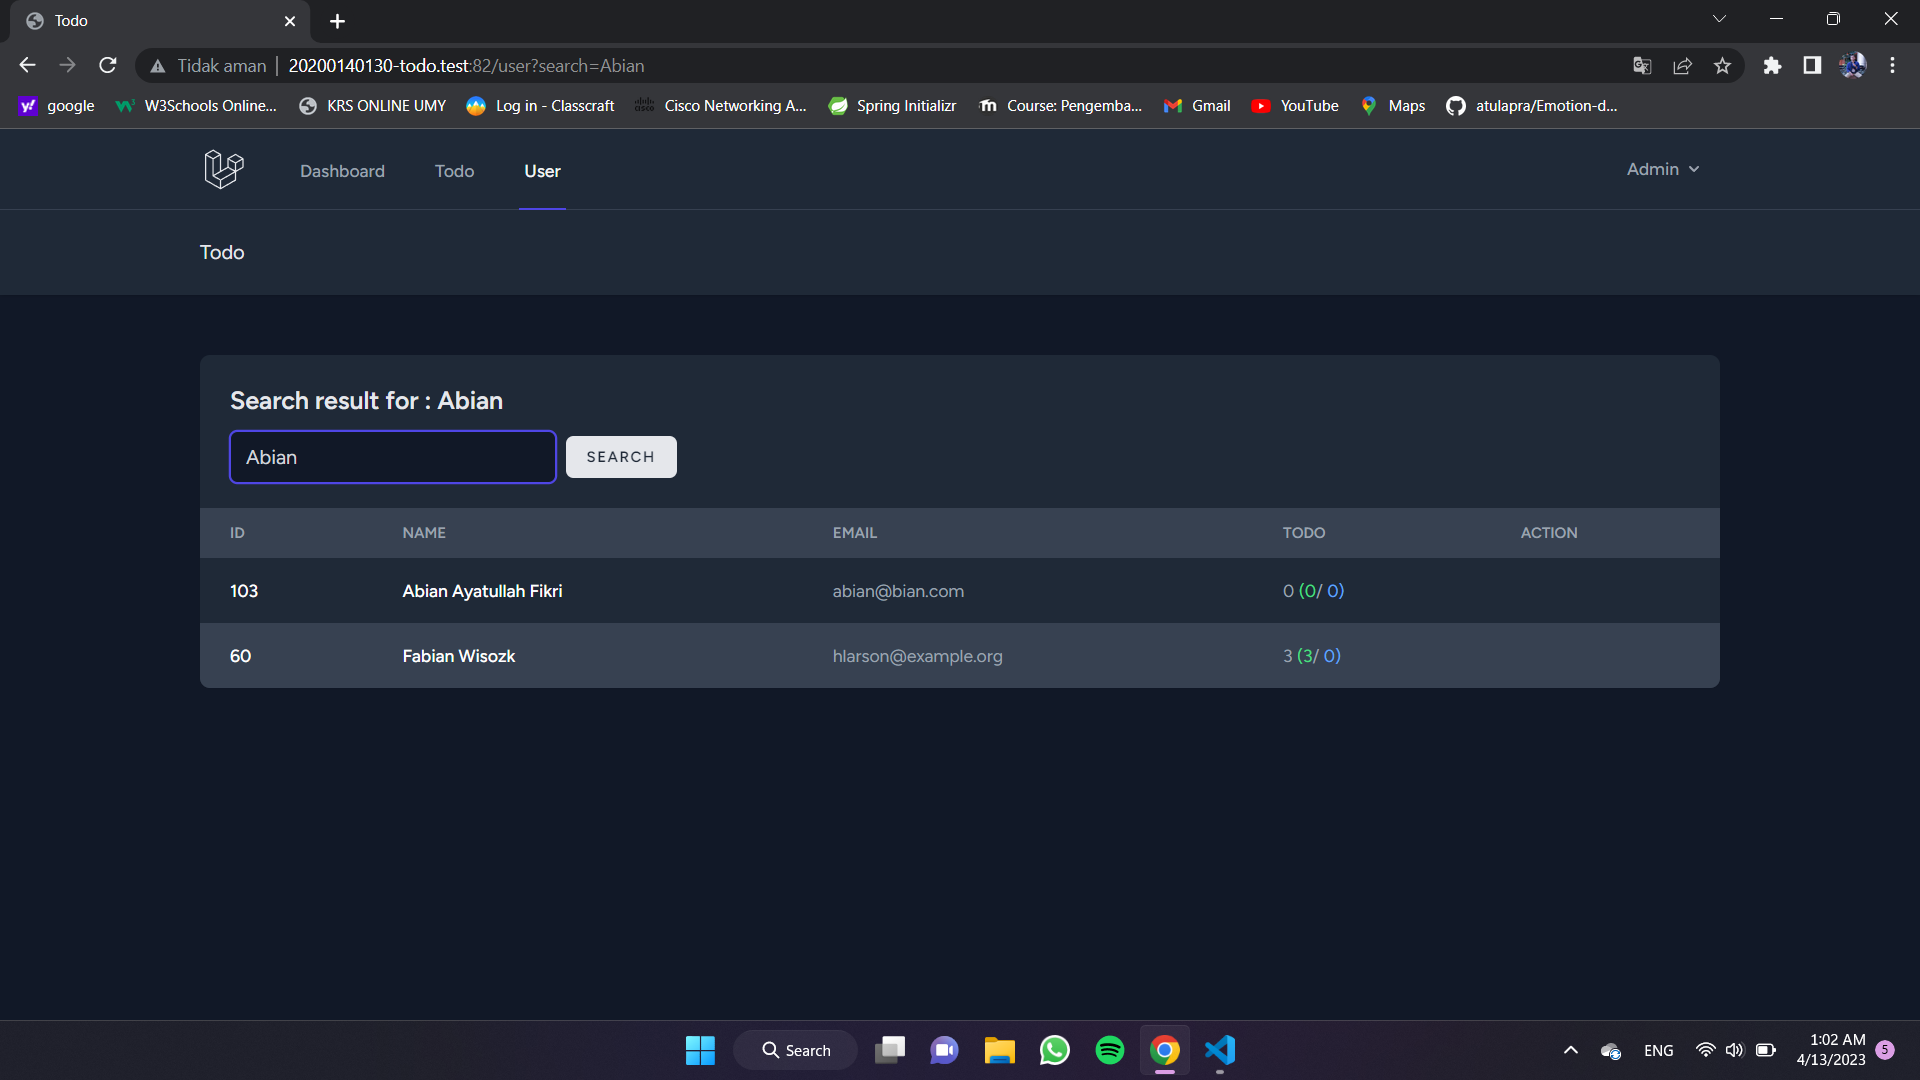 Todo
Tidak aman | 20200140130-todo.test:82/user?search=Abian
google W3Schools Online... KRS ONLINE UMY Log in - Classcraft Cisco Networking A... Spring Initializr Course: Pengemba... Gmail YouTube Maps atulapra/Emotion-d...
Dashboard Todo User Admin
Todo
Search result for : Abian
Abian SEARCH
ID NAME EMAIL TODO ACTION
103 Abian Ayatullah Fikri abian@bian.com 0 (0/ 0)
60 Fabian Wisozk hlarson@example.org 3 (3/ 0)
Search ENG 1:02 AM 5
4/13/2023